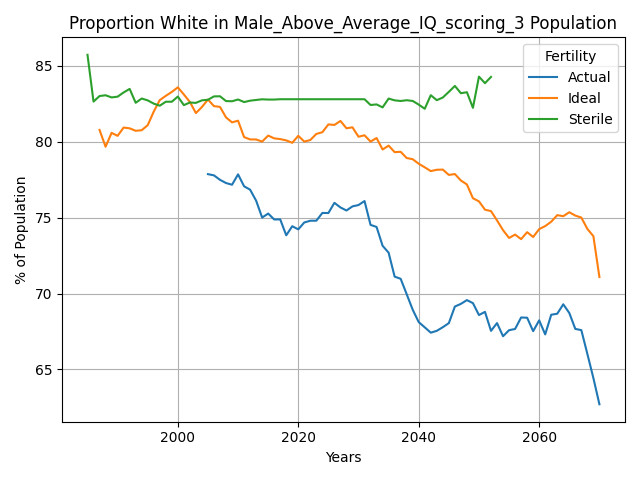 Proportion White in Male_Above_Average_IQ_scoring_3 Population
Fertility
Actual
Ideal
Sterile
% of Population
85
80
75
70
65
2000
2020
2040
2060
Years